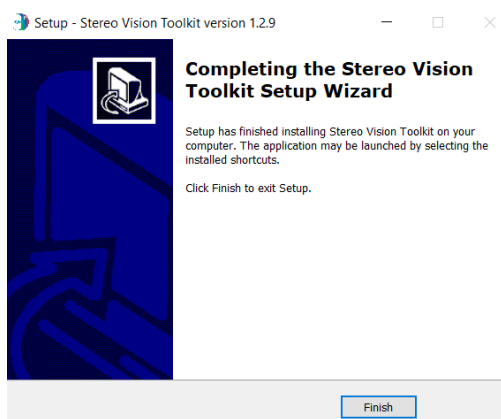 Setup - Stereo Vision Toolkit version 1.2.9
Completing the Stereo Vision
Toolkit Setup Wizard
Setup has finished installing Stereo Vision Toolkit on your
computer. The application may be launched by selecting the
installed shortcuts.
Click Finish to exit Setup.
Finish